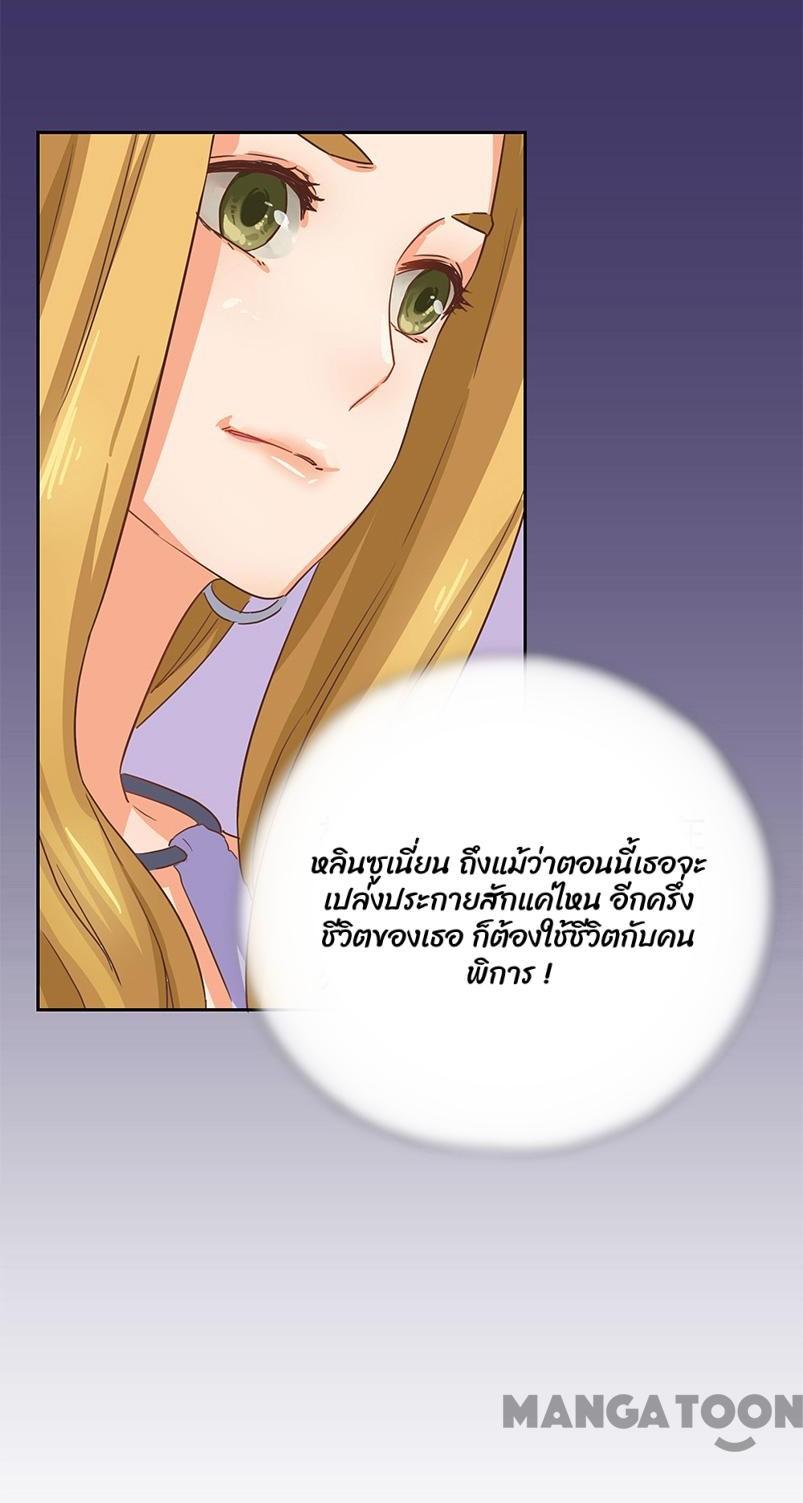 หลินซูเนี่ยน ถึงแม้ว่าตอนนี้เธอจะ
เปล่งประกายสักแค่ไหน อีกครึ่ง
ชีวิตของเธอ ก็ต้องใช้ชีวิตกับคน
พิการ !
MANGATOON